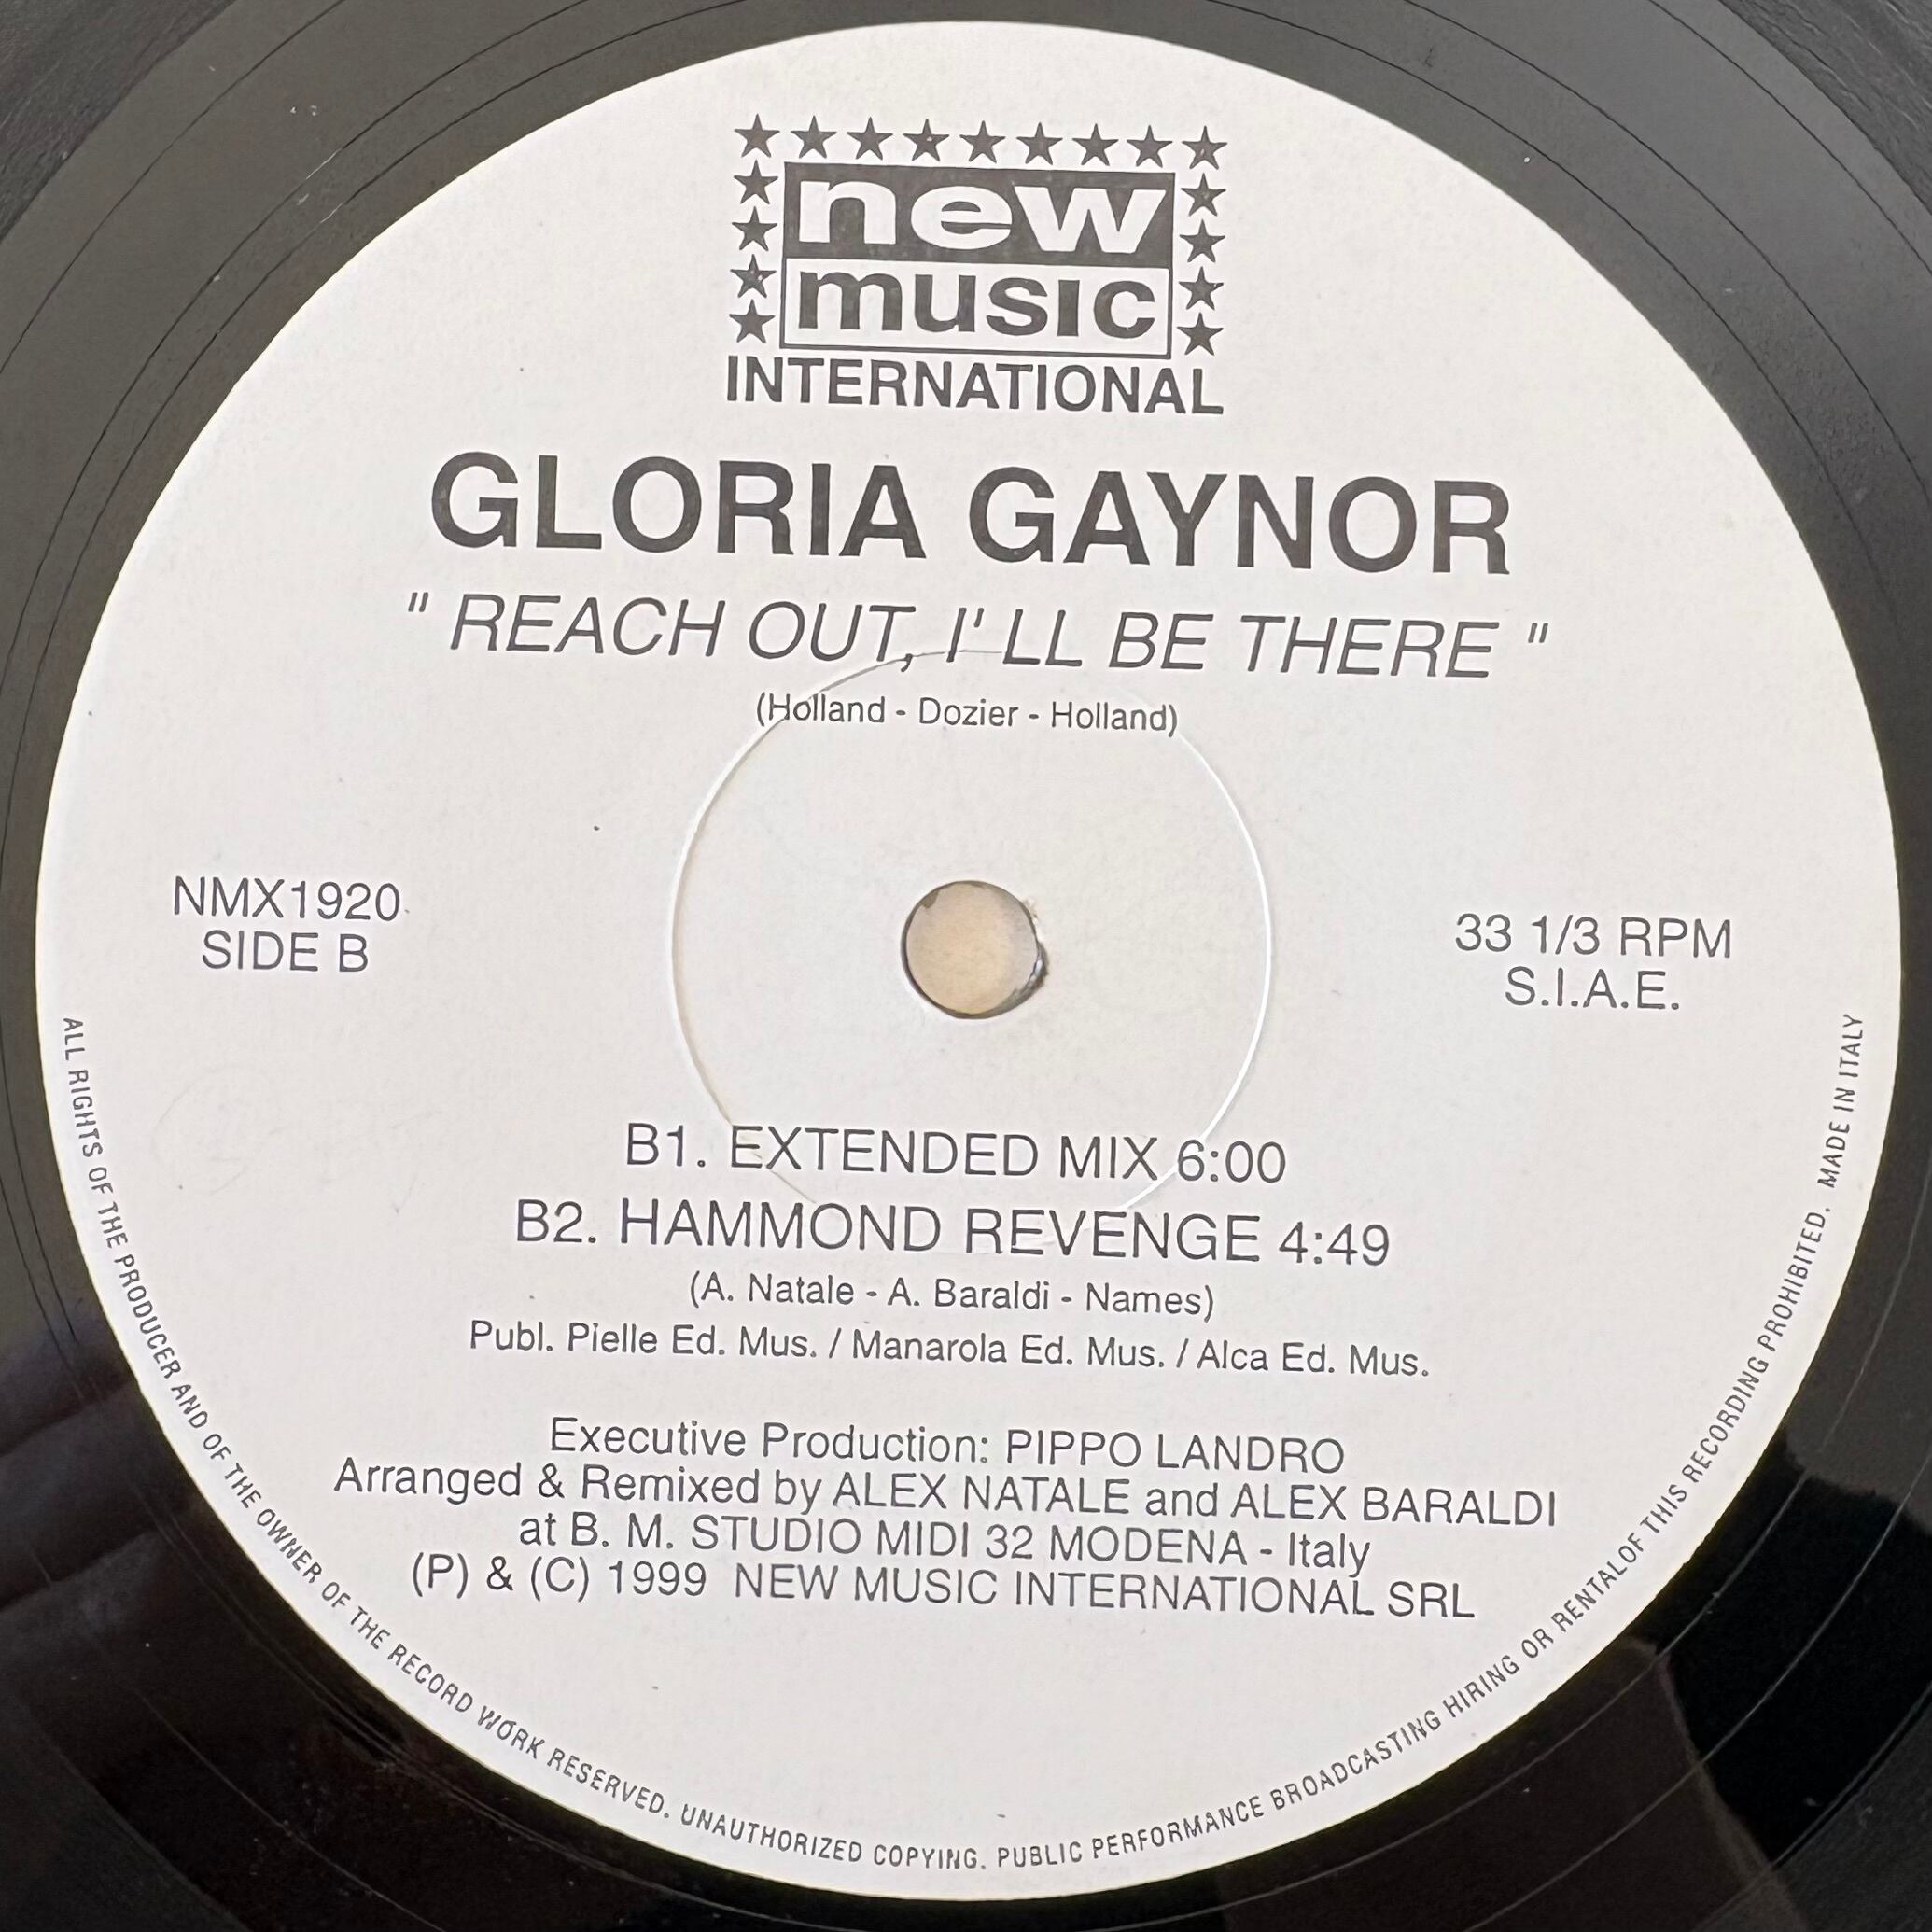 new
music
INTERNATIONAL
GLORIA GAYNOR
" REACH OUT, I' LL BE THERE "
(Holland - Dozier - Holland)
NMX1920
SIDE B
33 1/3 RPM
S.I.A.E.
B1. EXTENDED MIX 6:00
B2. HAMMOND REVENGE 4:49
(A. Natale - A. Baraldi - Names)
Publ. Pielle Ed. Mus. / Manarola Ed. Mus. / Alca Ed. Mus.
Executive Production: PIPPO LANDRO
Arranged & Remixed by ALEX NATALE and ALEX BARALDI
at B. M. STUDIO MIDI 32 MODENA - Italy
(P) & (C) 1999 NEW MUSIC INTERNATIONAL SRL
ALL RIGHTS OF THE PRODUCER AND OF THE OWNER OF THE RECORD WORK RESERVED. UNAUTHORIZED COPYING. PUBLIC PERFORMANCE BROADCASTING HIRING OR RENTALOF THIS RECORDING PROHIBITED. MADE IN ITALY